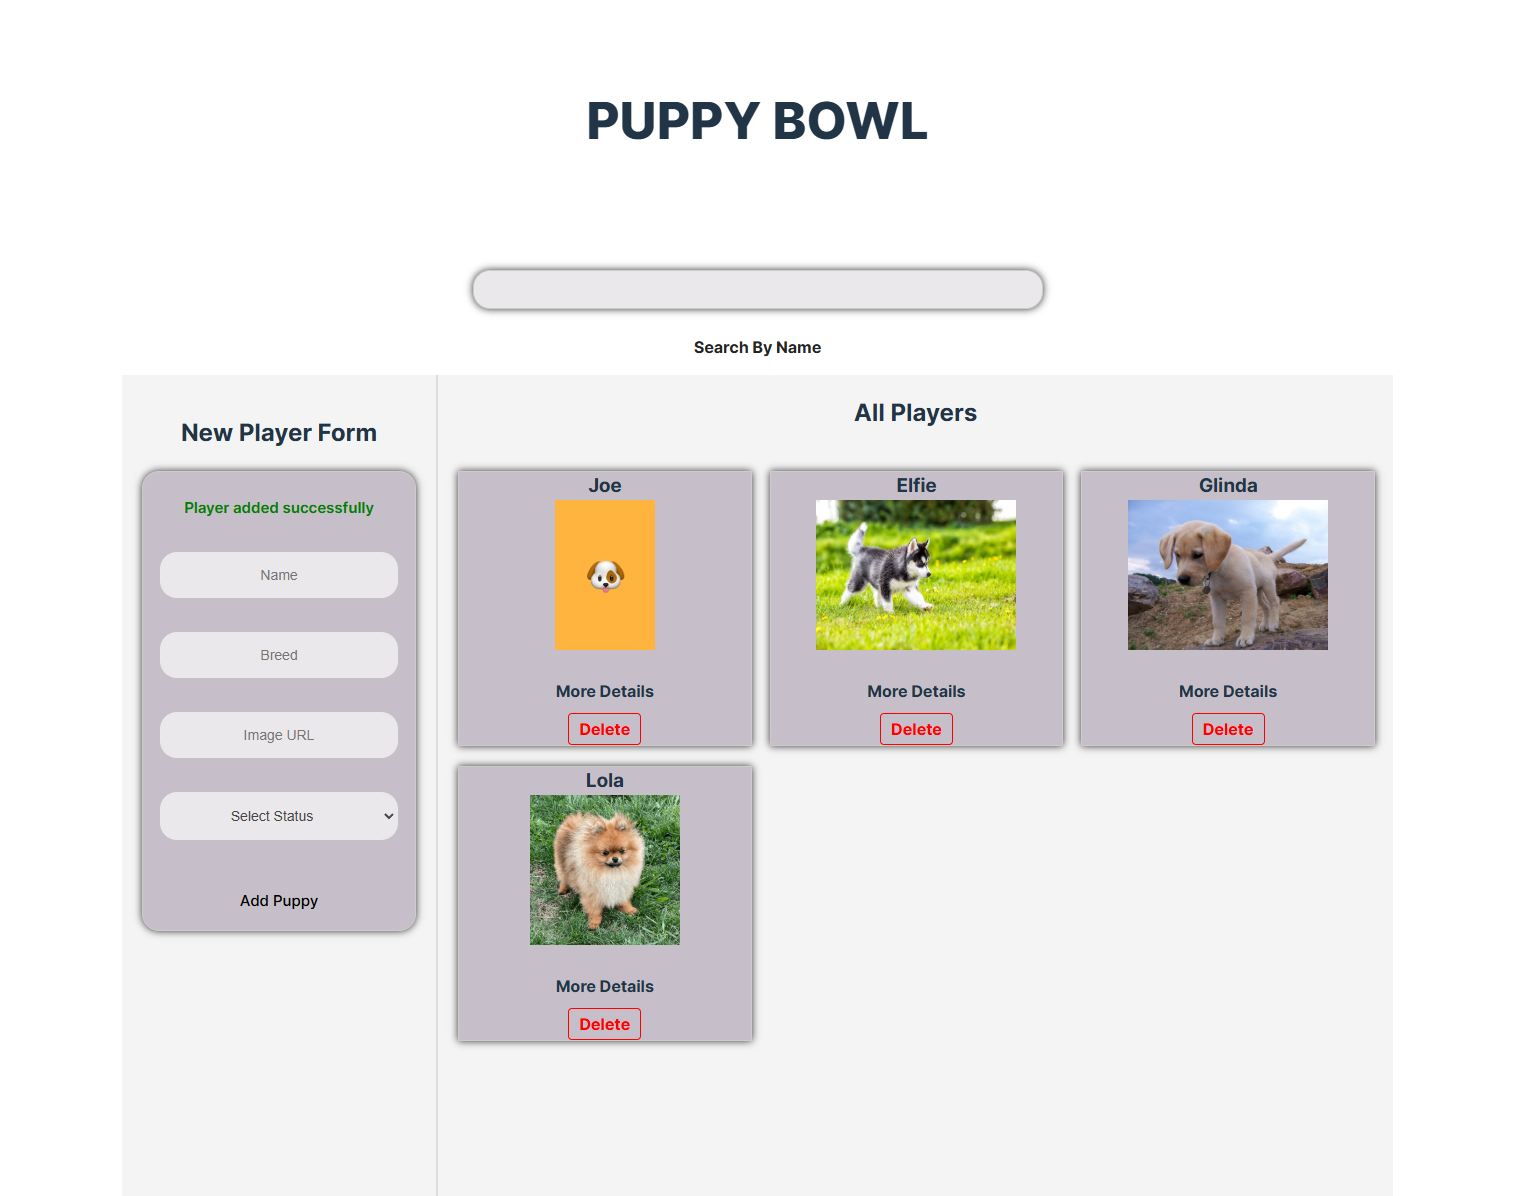 PUPPY BOWL
Search By Name
New Player Form
Player added successfully
Name
Breed
Image URL
Select Status
Add Puppy
All Players
Joe
More Details
Delete
Elfie
More Details
Delete
Glinda
More Details
Delete
Lola
More Details
Delete